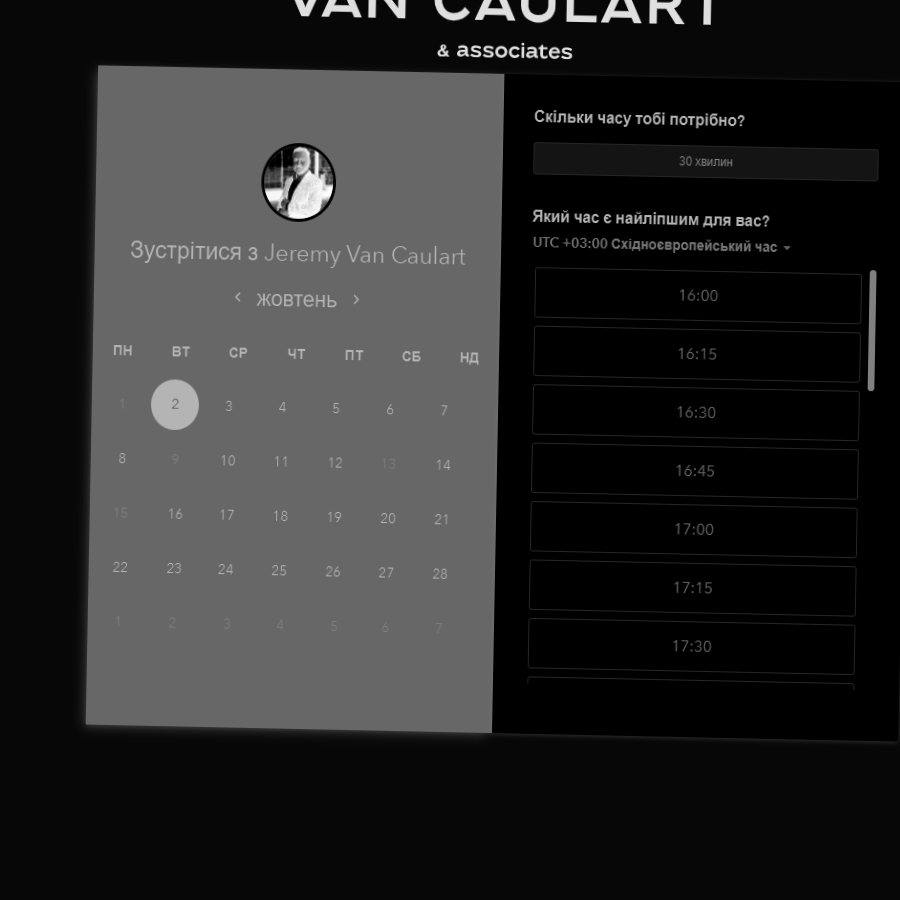 VAN CAULART
& associates
Зустрітися з Jeremy Van Caulart
жовтень
ПН ВТ СР ЧТ ПТ СБ НД
1 2 3 4 5 6 7
8 9 10 11 12 13 14
15 16 17 18 19 20 21
22 23 24 25 26 27 28
1 2 3 4 5 6 7
Скільки часу тобі потрібно?
30 хвилин
Який час є найліпшим для вас?
UTC +03:00 Східноєвропейський час
16:00
16:15
16:30
16:45
17:00
17:15
17:30